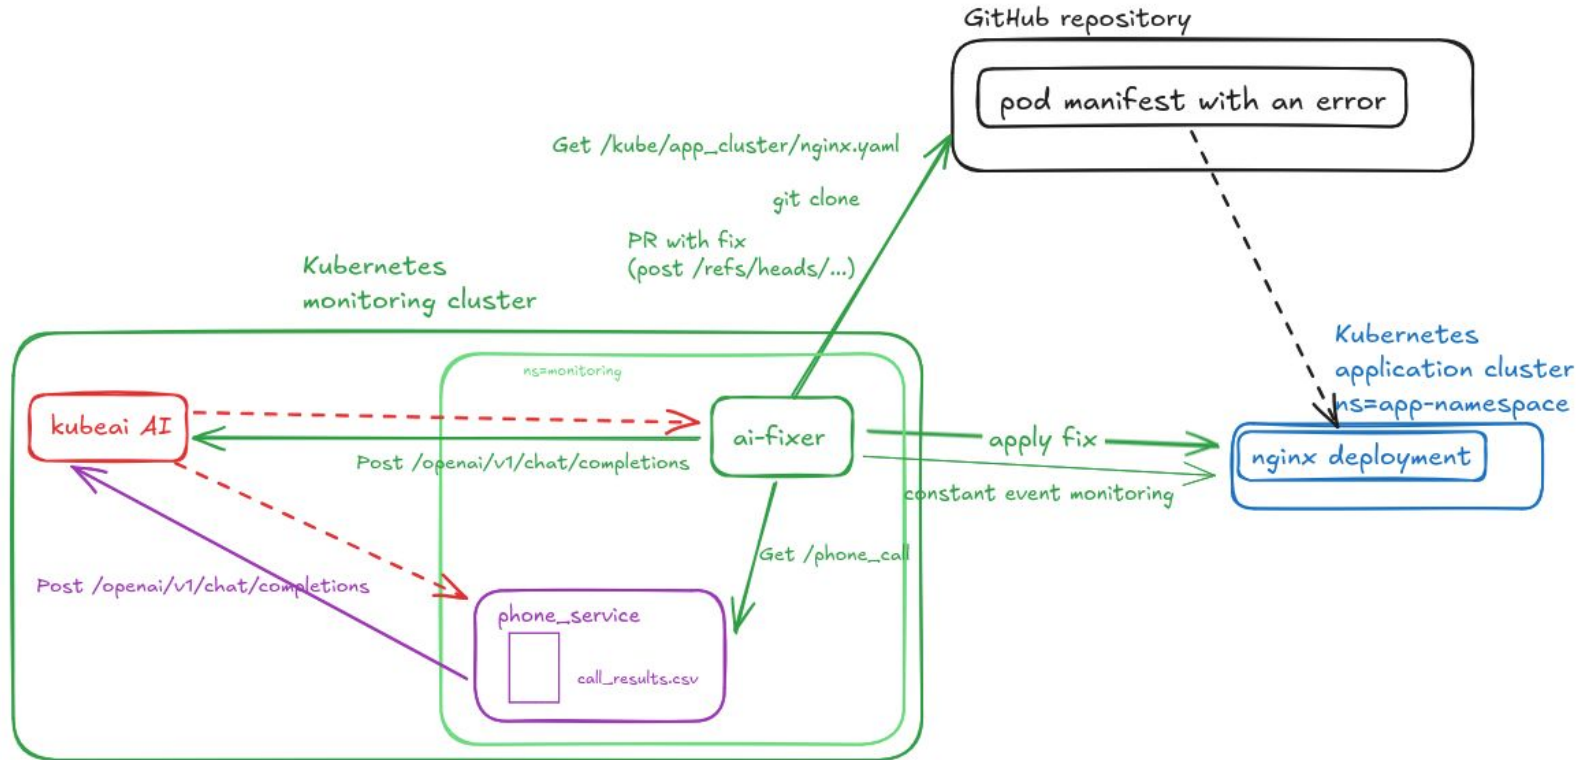 GitHub repository
pod manifest with an error
Get /kube/app_cluster/nginx.yaml
git clone
PR with fix
(post /refs/heads/...)
Kubernetes
monitoring cluster
Kubernetes
application cluster
ns=app-namespace
ns=monitoring
kubeai AI
ai-fixer
apply fix
nginx deployment
Post /openai/v1/chat/completions
constant event monitoring
Get /phone_call
Post /openai/v1/chat/completions
phone_service
call_results.csv